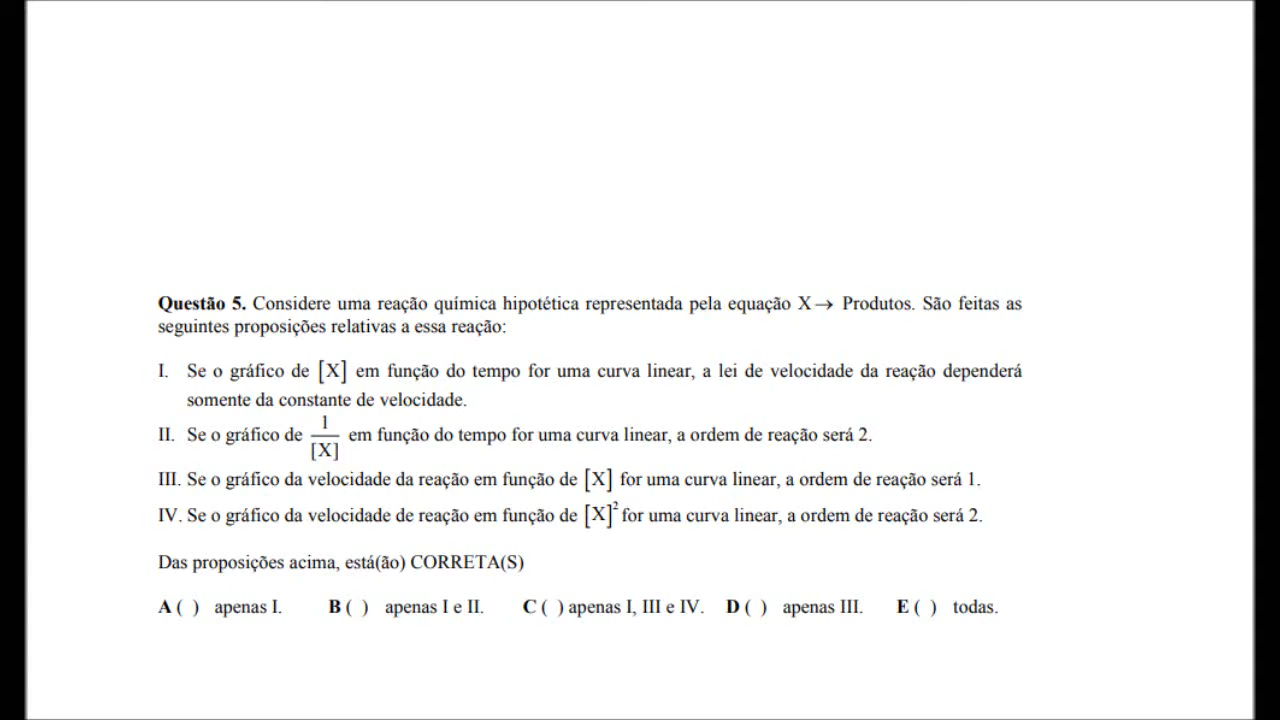 Questão 5. Considere uma reação química hipotética representada pela equação X→ Produtos. São feitas as
seguintes proposições relativas a essa reação:
I. Se o gráfico de [X] em função do tempo for uma curva linear, a lei de velocidade da reação dependerá
somente da constante de velocidade.
II. Se o gráfico de 1/[X] em função do tempo for uma curva linear, a ordem de reação será 2.
III. Se o gráfico da velocidade da reação em função de [X] for uma curva linear, a ordem de reação será 1.
IV. Se o gráfico da velocidade de reação em função de [X]² for uma curva linear, a ordem de reação será 2.
Das proposições acima, está(ão) CORRETA(S)
A ( ) apenas I. B ( ) apenas I e II. C ( ) apenas I, III e IV. D ( ) apenas III. E ( ) todas.